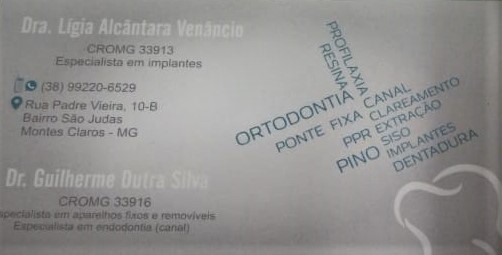 Dra. Lígia Alcântara Venâncio
CROMG 33913
Especialista em implantes
(38) 99220-6529
Rua Padre Vieira, 10-B
Bairro São Judas
Montes Claros - MG
Dr. Guilherme Dutra Silva
CROMG 33916
specialista em aparelhos fixos e removíveis
Especialista em endodontia (canal)
PROFILAXIA
RESINA
ORTODONTIA
PONTE FIXA CANAL
CLAREAMENTO
PPR EXTRAÇÃO
PINO SISO
IMPLANTES
DENTADURA